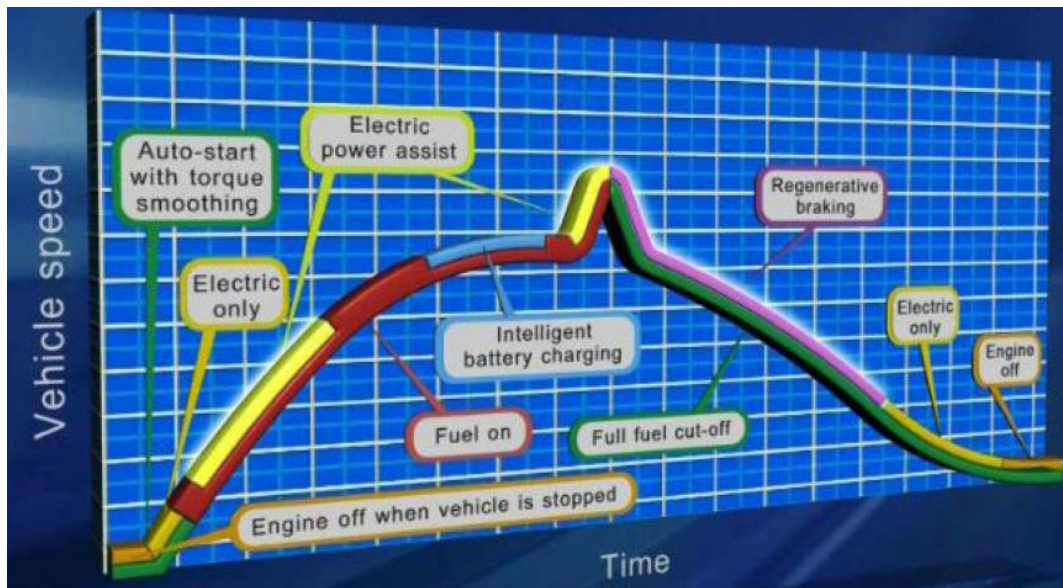 Vehicle speed
Auto-start
with torque
smoothing
Electric
power assist
Electric
only
Intelligent
battery charging
Fuel on
Engine off when vehicle is stopped
Regenerative
braking
Full fuel cut-off
Electric
only
Engine
off
Time